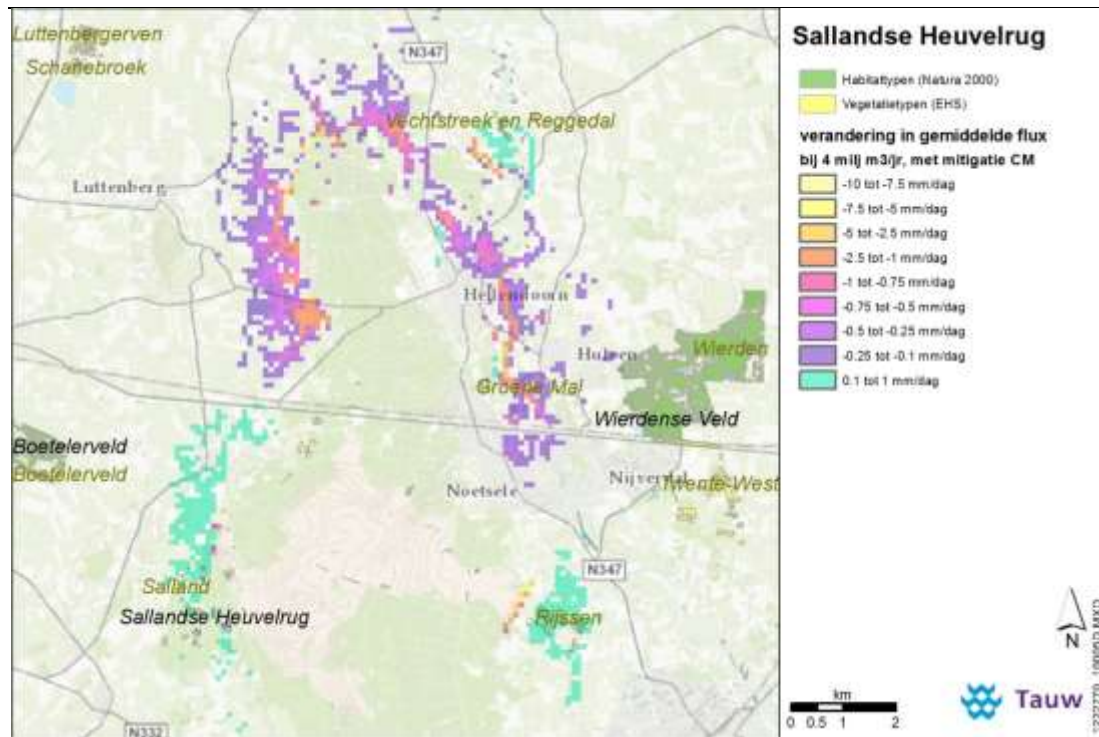 Luttenbergerven
Schanebroek
N347
Vechtstreek en Reggedal
Luttenberg
Hellendoorn
Hulzen
Wierden
Groene Mal
Wierdense Veld
Boetelerveld
Boetelerveld
Noetsele
Nijverdal
Twente-West
N347
Salland
Rijssen
Sallandse Heuvelrug
N332
Sallandse Heuvelrug
Habitattypen (Natura 2000)
Vegetatietypen (EHS)
verandering in gemiddelde flux
bij 4 milj m3/jr, met mitigatie CM
-10 tot -7.5 mm/dag
-7.5 tot -5 mm/dag
-5 tot -2.5 mm/dag
-2.5 tot -1 mm/dag
-1 tot -0.75 mm/dag
-0.75 tot -0.5 mm/dag
-0.5 tot -0.25 mm/dag
-0.25 tot -0.1 mm/dag
0.1 tot 1 mm/dag
N
km
0 0.5 1 2
Tauw